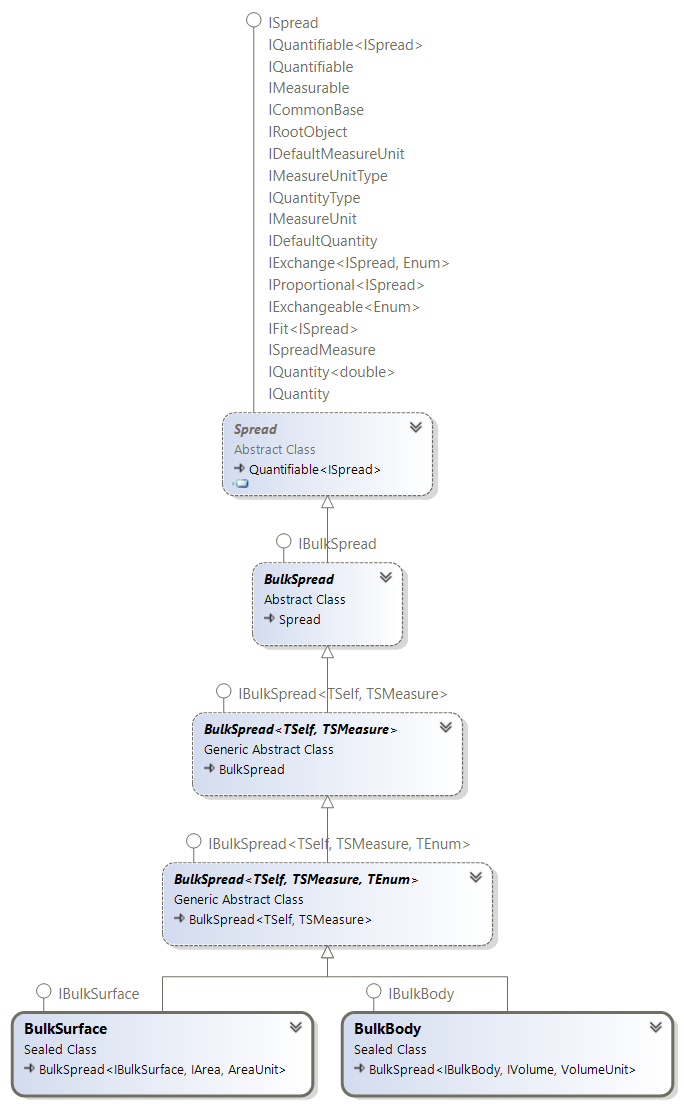 ISpread
IQuantifiable<ISpread>
IQuantifiable
IMeasurable
ICommonBase
IRootObject
IDefaultMeasureUnit
IMeasureUnitType
IQuantityType
IMeasureUnit
IDefaultQuantity
IExchange<ISpread, Enum>
IProportional<ISpread>
IExchangeable<Enum>
IFit<ISpread>
ISpreadMeasure
IQuantity<double>
IQuantity
Spread
Abstract Class
Quantifiable<ISpread>
IBulkSpread
BulkSpread
Abstract Class
Spread
IBulkSpread<TSelf, TSMeasure>
BulkSpread<TSelf, TSMeasure>
Generic Abstract Class
BulkSpread
IBulkSpread<TSelf, TSMeasure, TEnum>
BulkSpread<TSelf, TSMeasure, TEnum>
Generic Abstract Class
BulkSpread<TSelf, TSMeasure>
IBulkSurface
BulkSurface
Sealed Class
BulkSpread<IBulkSurface, IArea, AreaUnit>
IBulkBody
BulkBody
Sealed Class
BulkSpread<IBulkBody, IVolume, VolumeUnit>